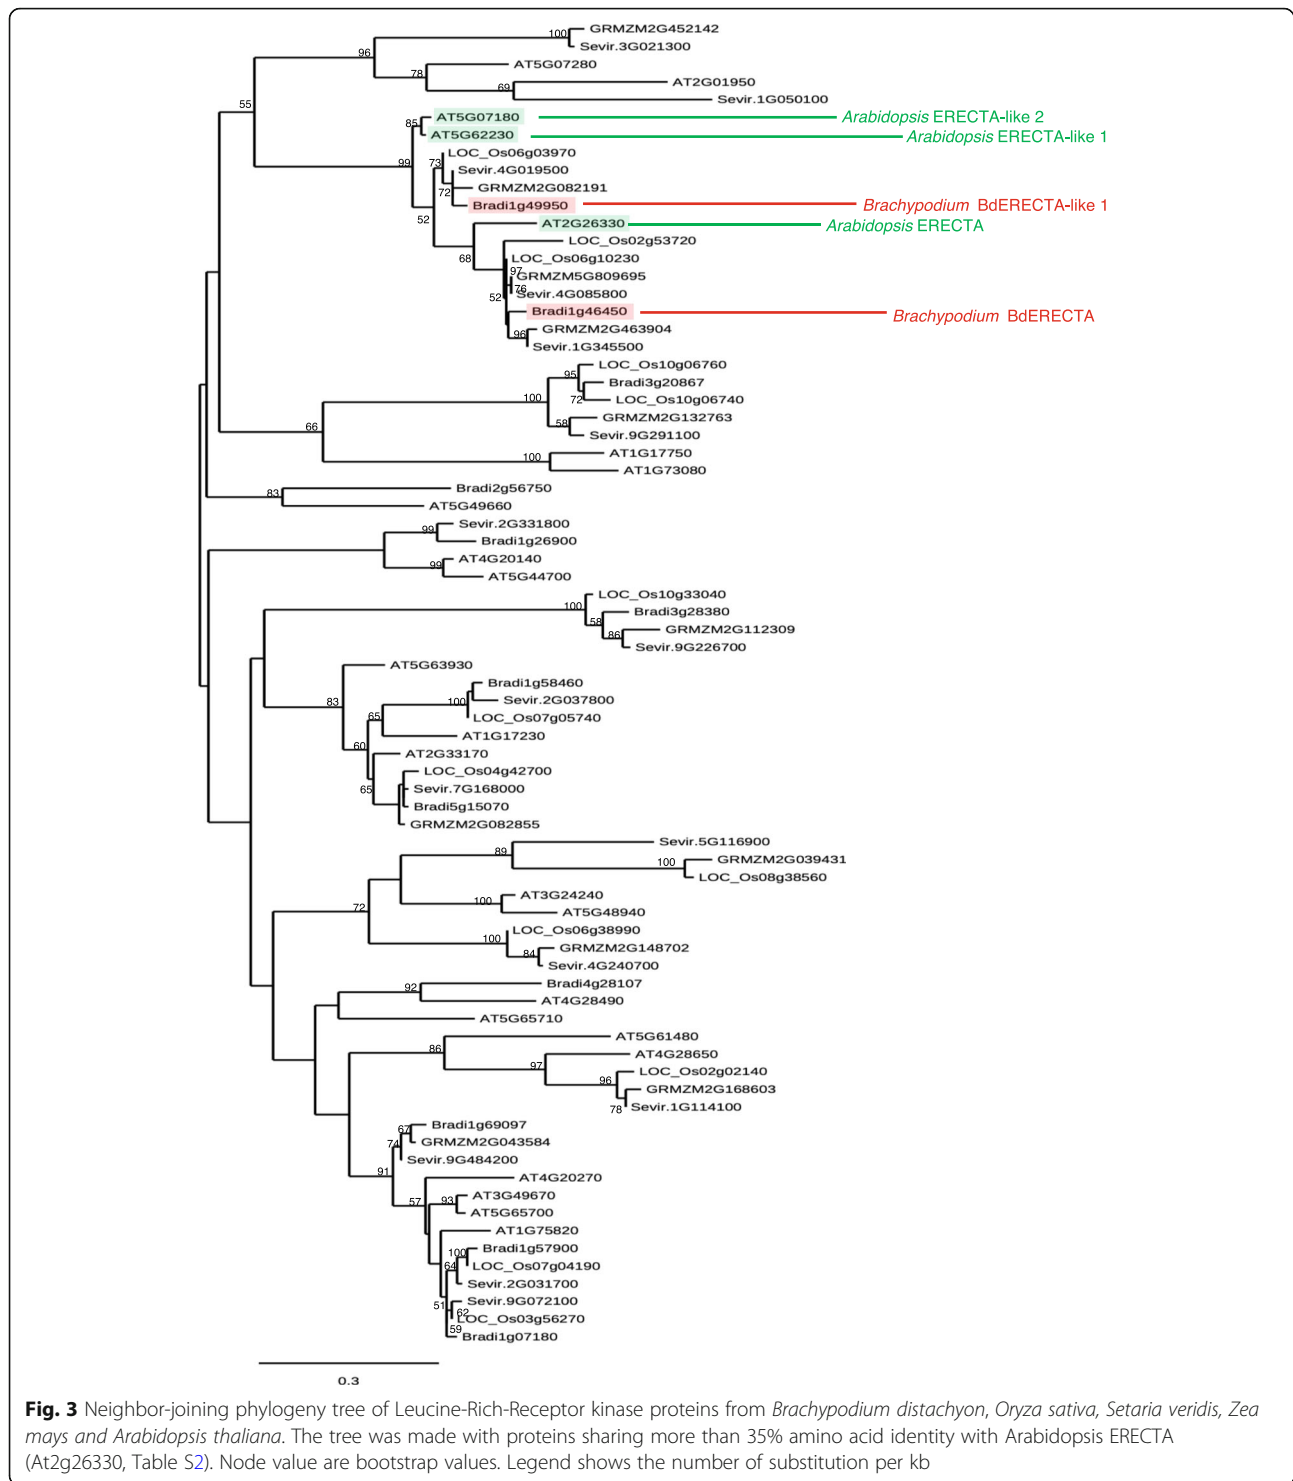 GRMZM2G452142
100
Sevir.3G021300
96
AT5G07280
78
AT2G01950
69
Sevir.1G050100
55
AT5G07180 Arabidopsis ERECTA-like 2
85
AT5G62230 Arabidopsis ERECTA-like 1
LOC_Os06g03970
99
73
Sevir.4G019500
GRMZM2G082191
72
Bradi1g49950 Brachypodium BdERECTA-like 1
52
AT2G26330 Arabidopsis ERECTA
LOC_Os02g53720
68
LOC_Os06g10230
97
GRMZM5G809695
76
Sevir.4G085800
52
Bradi1g46450 Brachypodium BdERECTA
GRMZM2G463904
96
Sevir.1G345500
LOC_Os10g06760
95
Bradi3g20867
72
LOC_Os10g06740
100
GRMZM2G132763
58
Sevir.9G291100
66
AT1G17750
100
AT1G73080
Bradi2g56750
83
AT5G49660
Sevir.2G331800
99
Bradi1g26900
AT4G20140
99
AT5G44700
LOC_Os10g33040
100
Bradi3g28380
58
GRMZM2G112309
86
Sevir.9G226700
AT5G63930
Bradi1g58460
83
100
Sevir.2G037800
LOC_Os07g05740
65
AT1G17230
60
AT2G33170
LOC_Os04g42700
65
Sevir.7G168000
Bradi5g15070
GRMZM2G082855
Sevir.5G116900
89
GRMZM2G039431
100
LOC_Os08g38560
AT3G24240
72
100
AT5G48940
LOC_Os06g38990
100
GRMZM2G148702
84
Sevir.4G240700
Bradi4g28107
92
AT4G28490
AT5G65710
AT5G61480
86
AT4G28650
97
LOC_Os02g02140
96
GRMZM2G168603
78
Sevir.1G114100
Bradi1g69097
67
GRMZM2G043584
74
Sevir.9G484200
91
AT4G20270
AT3G49670
57
93
AT5G65700
AT1G75820
Bradi1g57900
100
LOC_Os07g04190
64
Sevir.2G031700
Sevir.9G072100
51
62
LOC_Os03g56270
59
Bradi1g07180
0.3
Fig. 3 Neighbor-joining phylogeny tree of Leucine-Rich-Receptor kinase proteins from Brachypodium distachyon, Oryza sativa, Setaria veridis, Zea
mays and Arabidopsis thaliana. The tree was made with proteins sharing more than 35% amino acid identity with Arabidopsis ERECTA
(At2g26330, Table S2). Node value are bootstrap values. Legend shows the number of substitution per kb